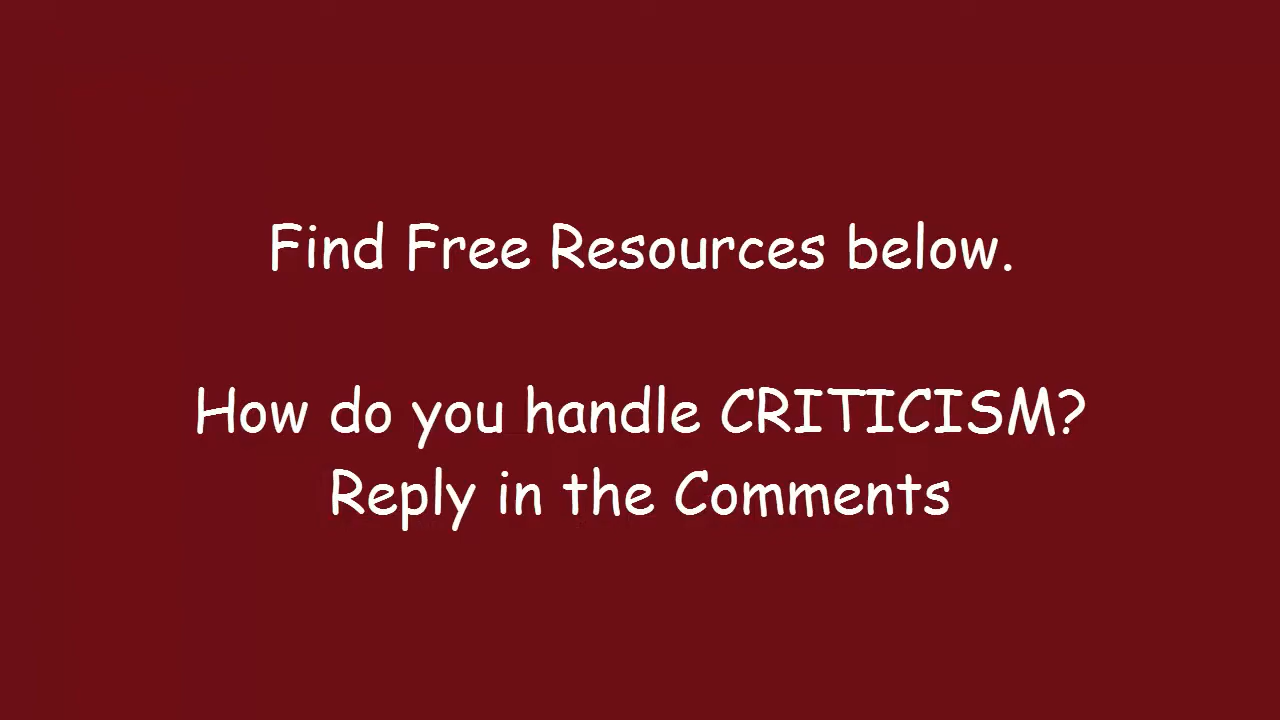 Find Free Resources below.
How do you handle CRITICISM?
Reply in the Comments